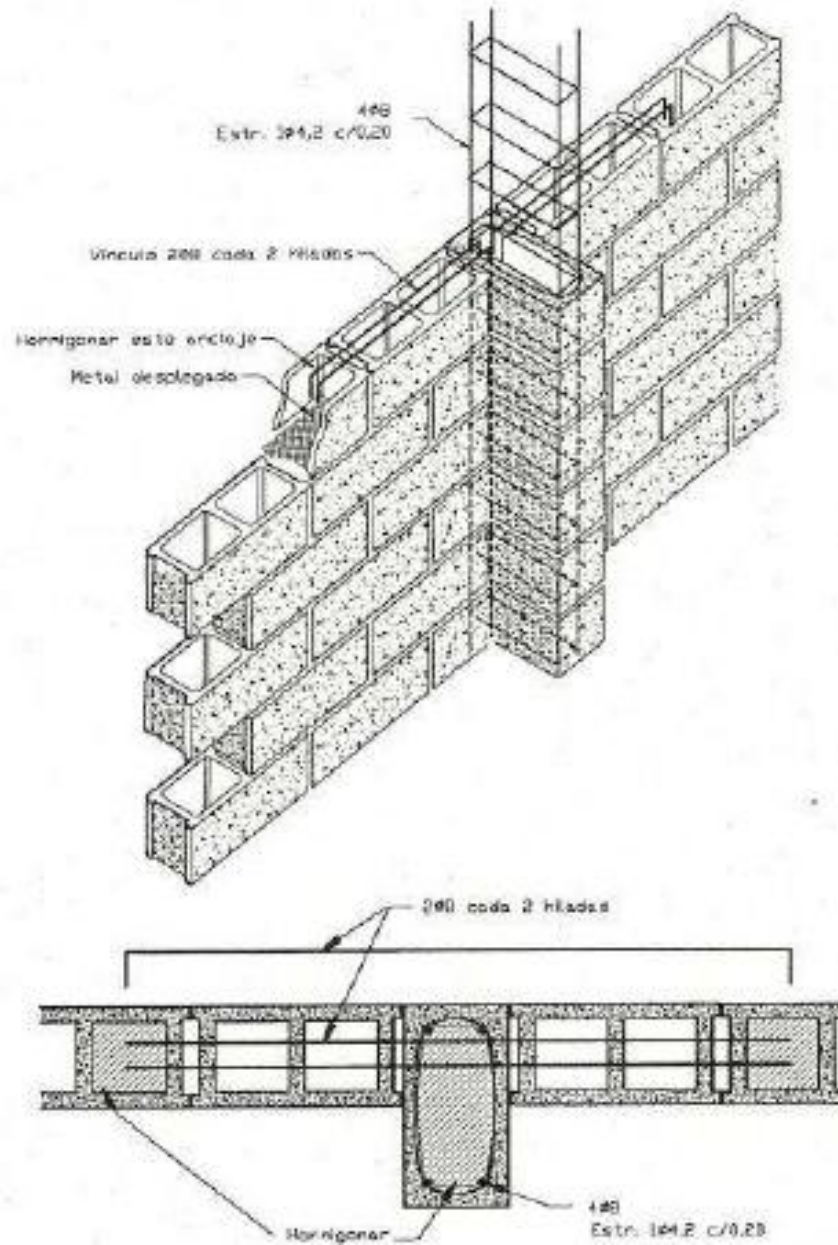 4Ø8
Estr. 1Ø4,2 c/0,20
Vinculo 2Ø8 cada 2 hiladas
Hormigonar este anclaje
Metal desplegado
2Ø8 cada 2 hiladas
4Ø8
Estr. 1Ø4,2 c/0,20
Hormigonar